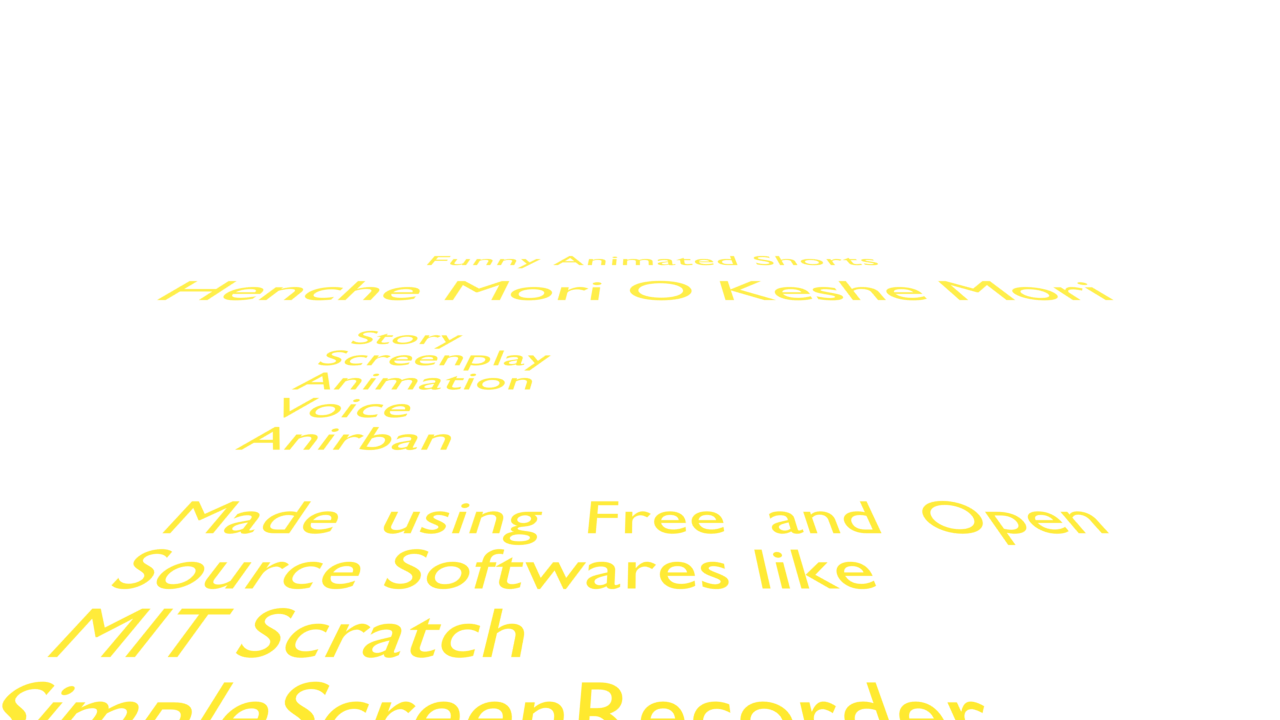 Funny Animated Shorts
Henche Mori O Keshe Mori
Story
Screenplay
Animation
Voice
Anirban
Made using Free and Open
Source Softwares like
MIT Scratch
SimpleScreenRecorder